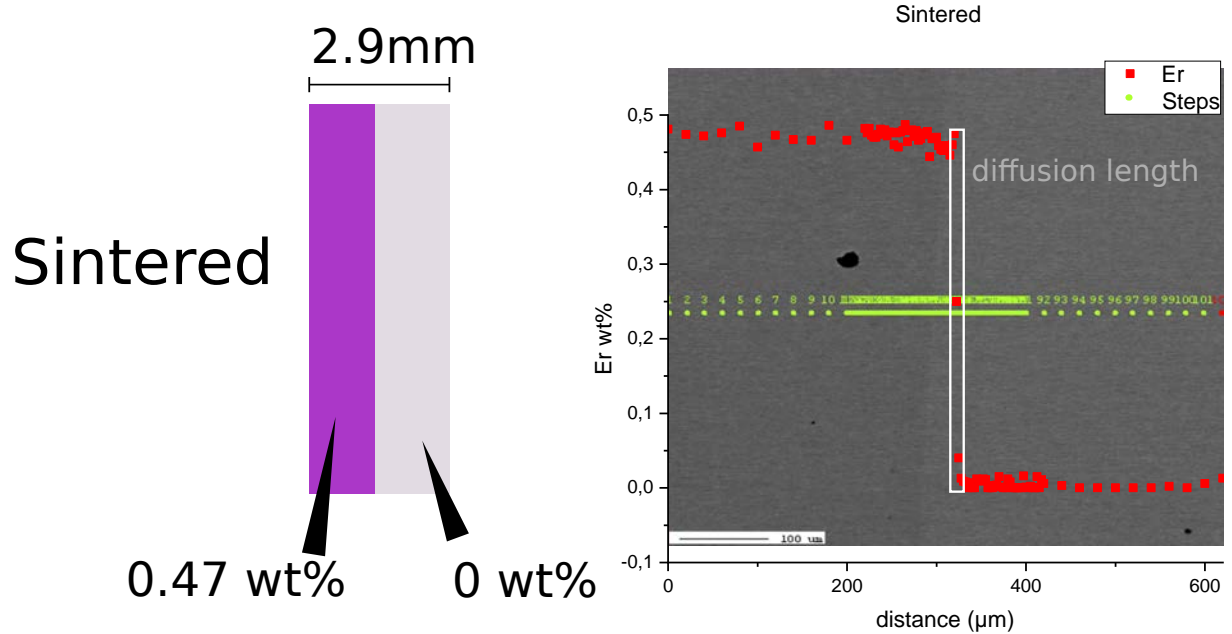 2.9mm
Sintered
0.47 wt%
0 wt%
Sintered
Er
Steps
0,5
0,4
0,3
0,2
0,1
0,0
-0,1
Er wt%
diffusion length
2 3 4 5 6 7 8 9 10
92 93 94 95 96 97 98 99 100 101
100 um
0 200 400 600
distance (µm)